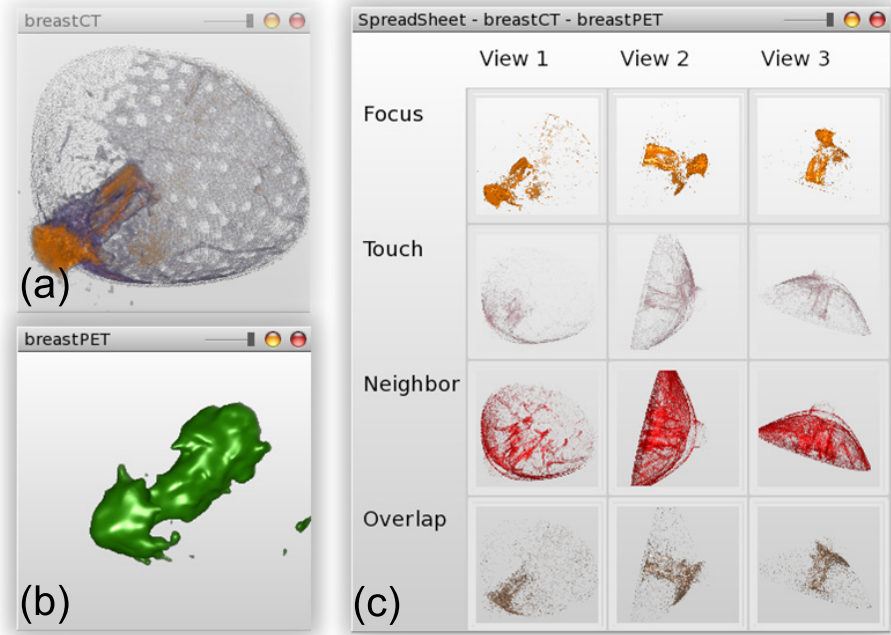 breastCT
(a)
breastPET
(b)
SpreadSheet - breastCT - breastPET
View 1 View 2 View 3
Focus
Touch
Neighbor
Overlap
(c)